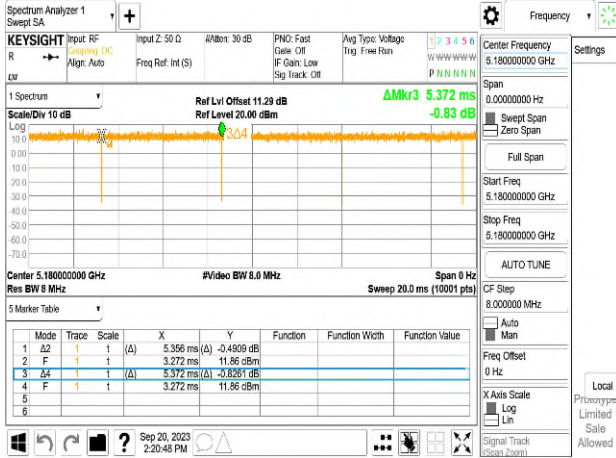 Spectrum Analyzer 1
Swept SA
+
Frequency
KEYSIGHT
R
Input: RF
Coupling: DC
Align: Auto
Input Z: 50 Ω
Freq Ref: Int (S)
#Atten: 30 dB
PNO: Fast
Gate: Off
IF Gain: Low
Sig Track: Off
Avg Type: Voltage
Trig: Free Run
1 2 3 4 5 6
W W W W W W
P N N N N N
1 Spectrum
Scale/Div 10 dB
Log
Ref Lvl Offset 11.29 dB
Ref Level 20.00 dBm
ΔMkr3 5.372 ms
-0.83 dB
3Δ4
10.0
0.00
-10.0
-20.0
-30.0
-40.0
-50.0
-60.0
-70.0
Center 5.180000000 GHz
Res BW 8 MHz
#Video BW 8.0 MHz
Span 0 Hz
Sweep 20.0 ms (10001 pts)
5 Marker Table
Mode Trace Scale X Y Function Function Width Function Value
1 Δ2 1 t (Δ) 5.356 ms (Δ) -0.4909 dB
2 F 1 t 3.272 ms 11.86 dBm
3 Δ4 1 t (Δ) 5.372 ms (Δ) -0.8261 dB
4 F 1 t 3.272 ms 11.86 dBm
5
6
?
Sep 20, 2023
2:20:48 PM
Center Frequency
5.180000000 GHz
Span
0.00000000 Hz
Swept Span
Zero Span
Full Span
Start Freq
5.180000000 GHz
Stop Freq
5.180000000 GHz
AUTO TUNE
CF Step
8.000000 MHz
Auto
Man
Freq Offset
0 Hz
X Axis Scale
Log
Lin
Signal Track
(Span Zoom)
Settings
Local
Prototype
Limited
Sale
Allowed